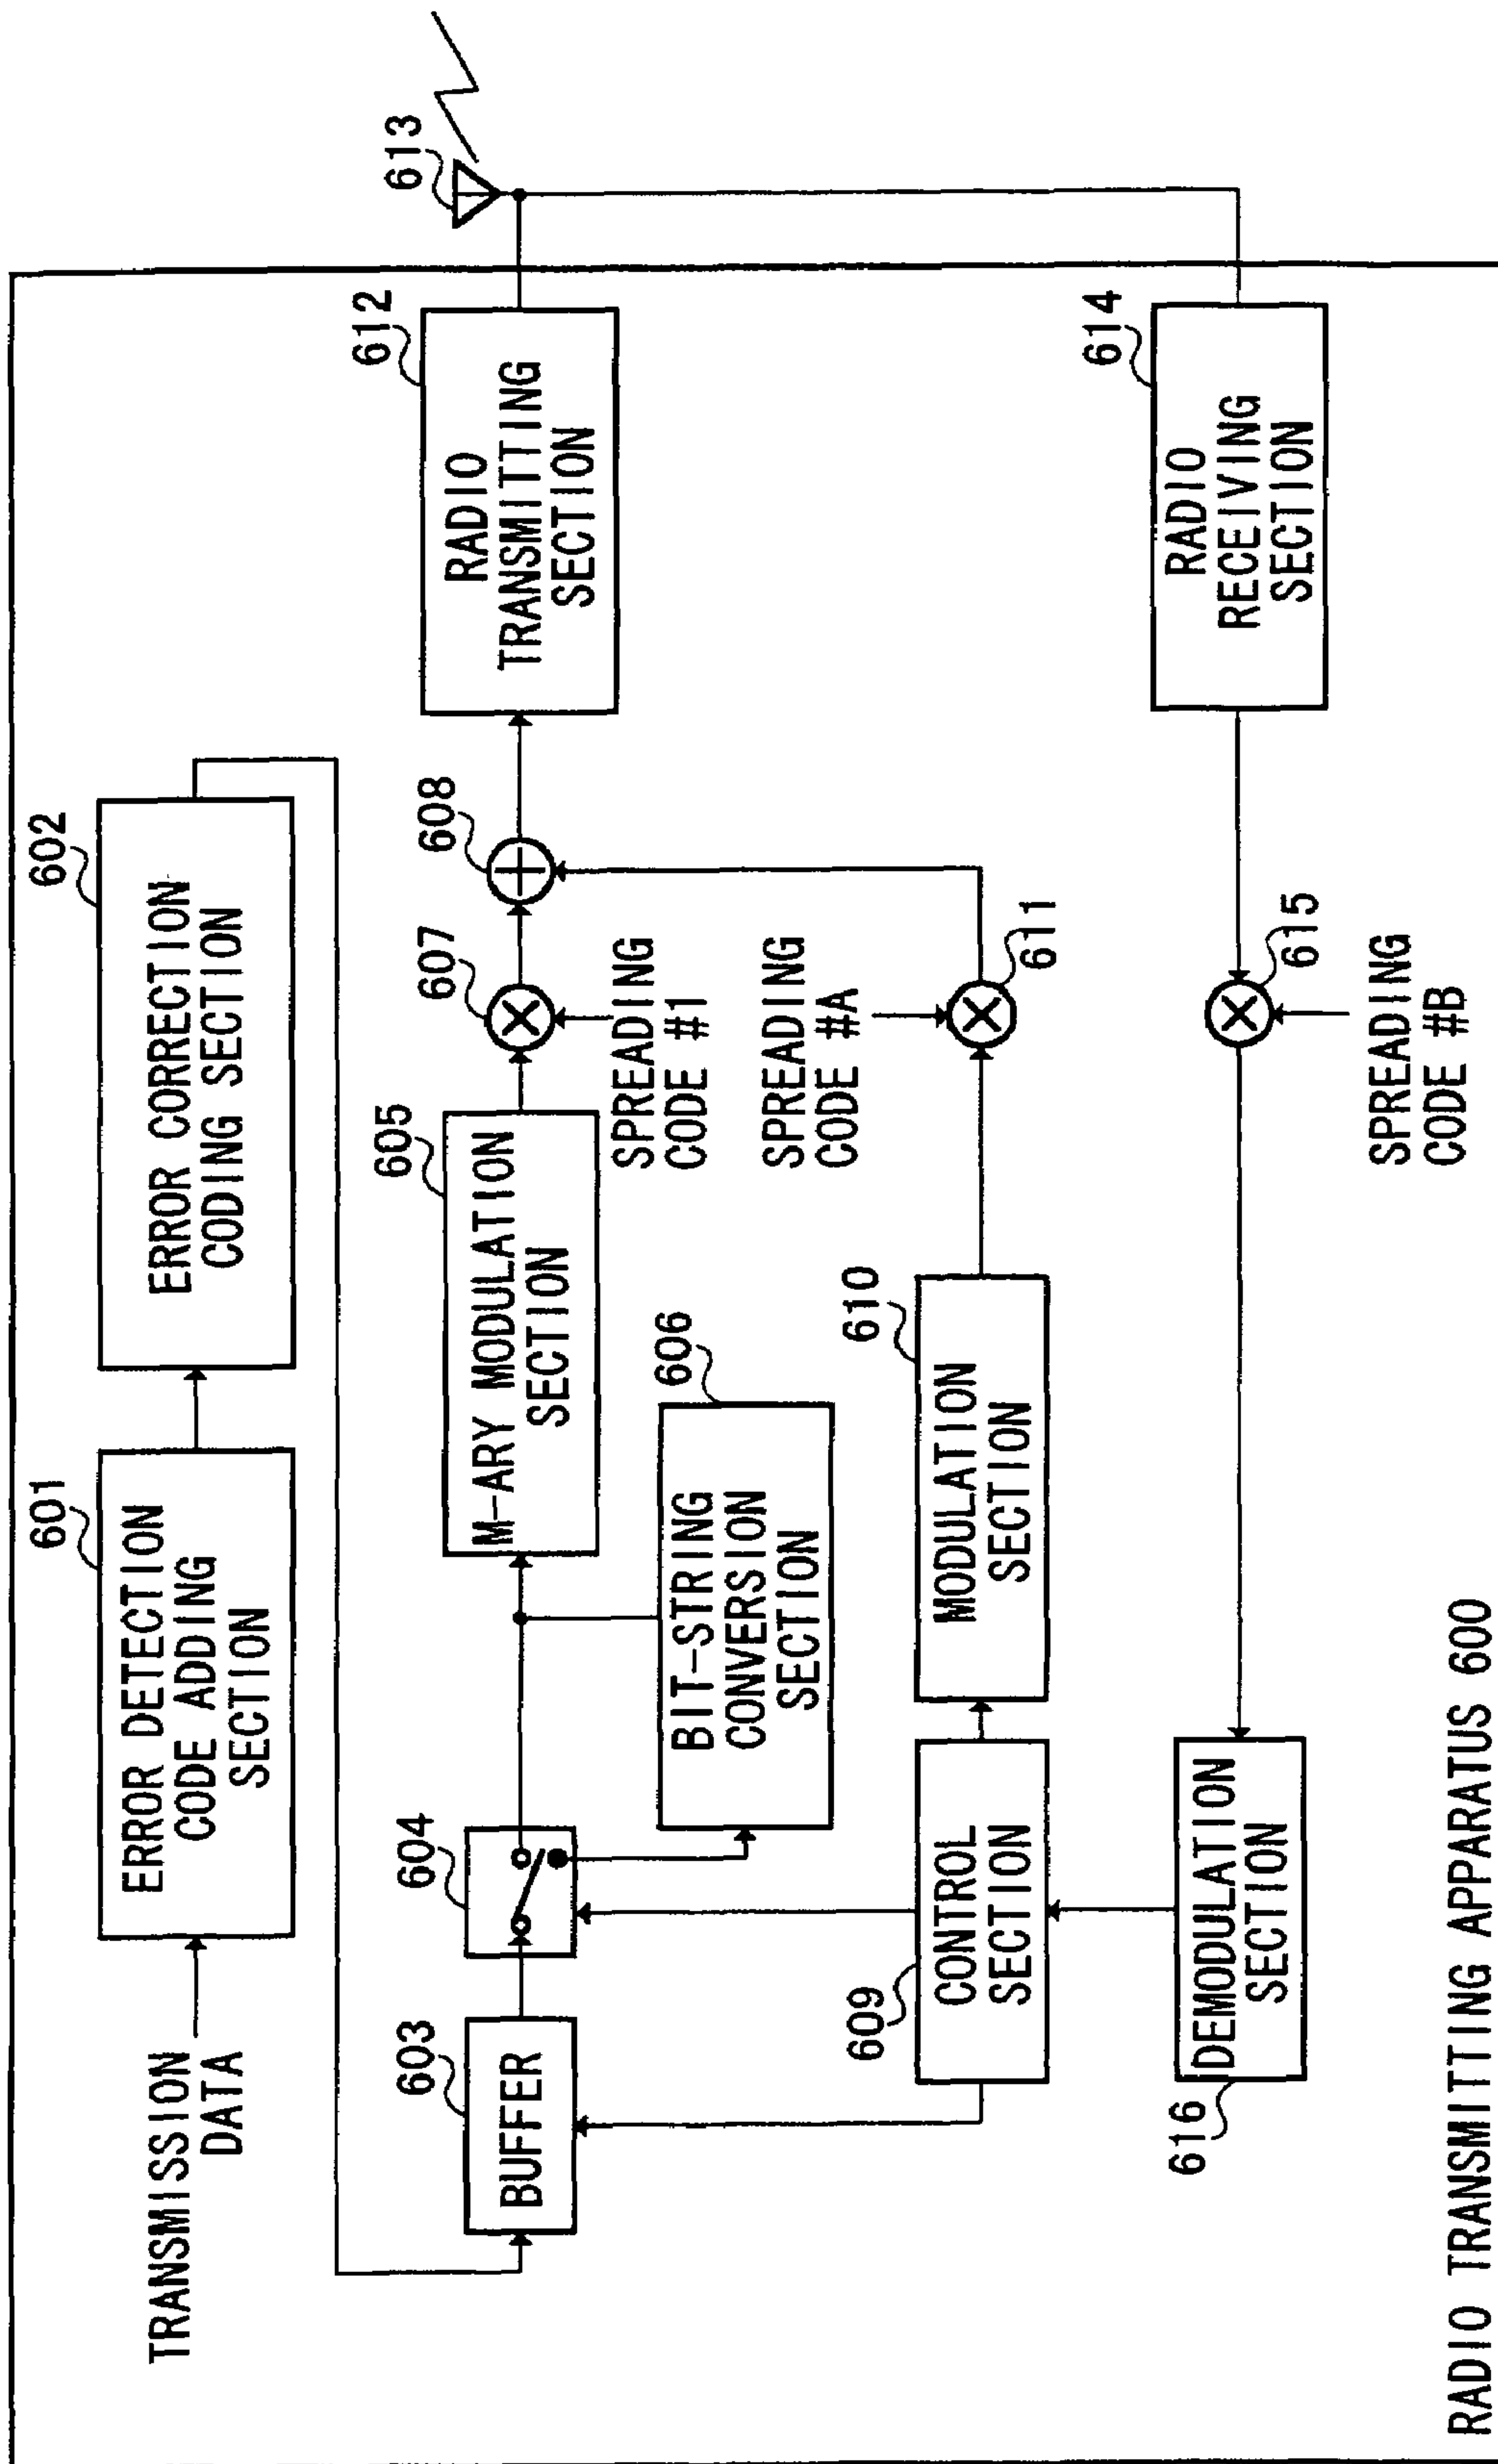 601
602
TRANSMISSION
DATA
ERROR DETECTION
CODE ADDING
SECTION
ERROR CORRECTION
CODING SECTION
603
604
605
607
608
612
613
BUFFER
M-ARY MODULATION
SECTION
RADIO
TRANSMITTING
SECTION
606
BIT-STRING
CONVERSION
SECTION
SPREADING
CODE #1
SPREADING
CODE #A
609
610
611
CONTROL
SECTION
MODULATION
SECTION
614
616
615
DEMODULATION
SECTION
RADIO
RECEIVING
SECTION
SPREADING
CODE #B
RADIO TRANSMITTING APPARATUS 600